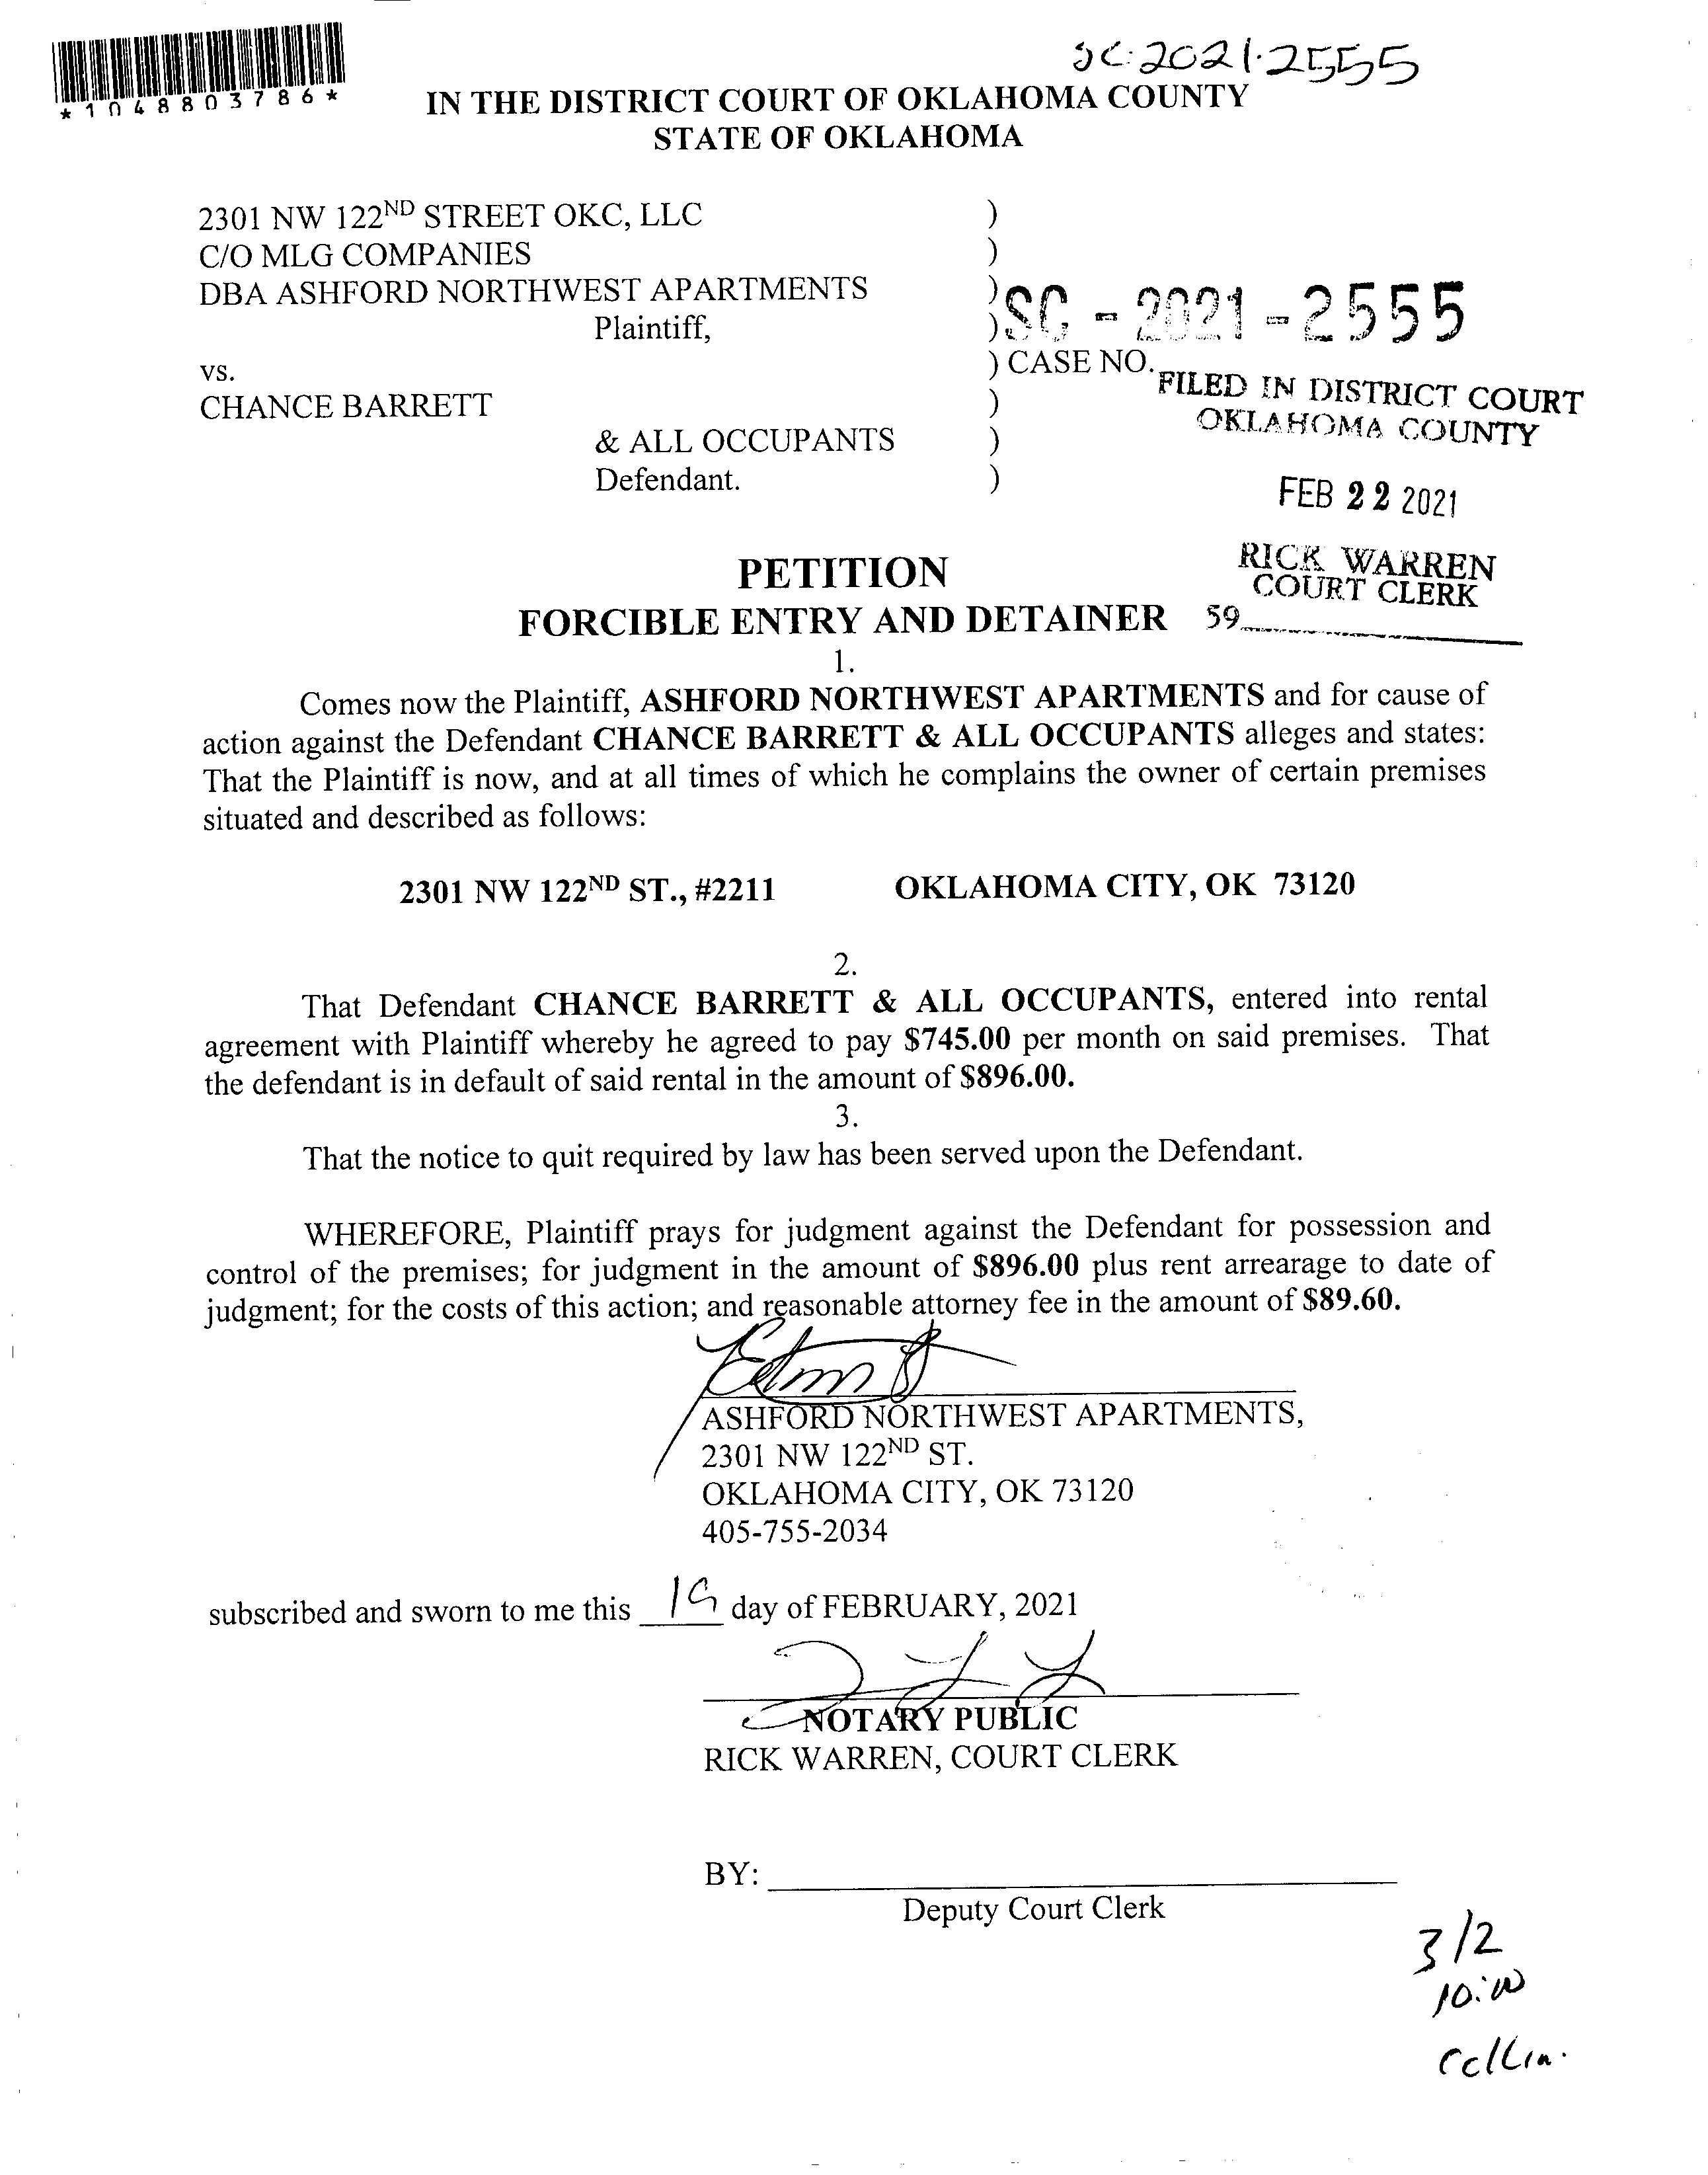 SC-2021-2555
*1048803786*
IN THE DISTRICT COURT OF OKLAHOMA COUNTY
STATE OF OKLAHOMA
2301 NW 122ND STREET OKC, LLC )
C/O MLG COMPANIES )
DBA ASHFORD NORTHWEST APARTMENTS )
Plaintiff, ) SC - 2021 - 2555
vs. ) CASE NO.
FILED IN DISTRICT COURT
CHANCE BARRETT )
OKLAHOMA COUNTY
& ALL OCCUPANTS )
Defendant. )
FEB 22 2021
PETITION
RICK WARREN
COURT CLERK
FORCIBLE ENTRY AND DETAINER
59
1.
Comes now the Plaintiff, ASHFORD NORTHWEST APARTMENTS and for cause of
action against the Defendant CHANCE BARRETT & ALL OCCUPANTS alleges and states:
That the Plaintiff is now, and at all times of which he complains the owner of certain premises
situated and described as follows:
2301 NW 122ND ST., #2211 OKLAHOMA CITY, OK 73120
2.
That Defendant CHANCE BARRETT & ALL OCCUPANTS, entered into rental
agreement with Plaintiff whereby he agreed to pay $745.00 per month on said premises. That
the defendant is in default of said rental in the amount of $896.00.
3.
That the notice to quit required by law has been served upon the Defendant.
WHEREFORE, Plaintiff prays for judgment against the Defendant for possession and
control of the premises; for judgment in the amount of $896.00 plus rent arrearage to date of
judgment; for the costs of this action; and reasonable attorney fee in the amount of $89.60.
ASHFORD NORTHWEST APARTMENTS,
2301 NW 122ND ST.
OKLAHOMA CITY, OK 73120
405-755-2034
subscribed and sworn to me this 19 day of FEBRUARY, 2021
NOTARY PUBLIC
RICK WARREN, COURT CLERK
BY:
Deputy Court Clerk
3/2
10:00